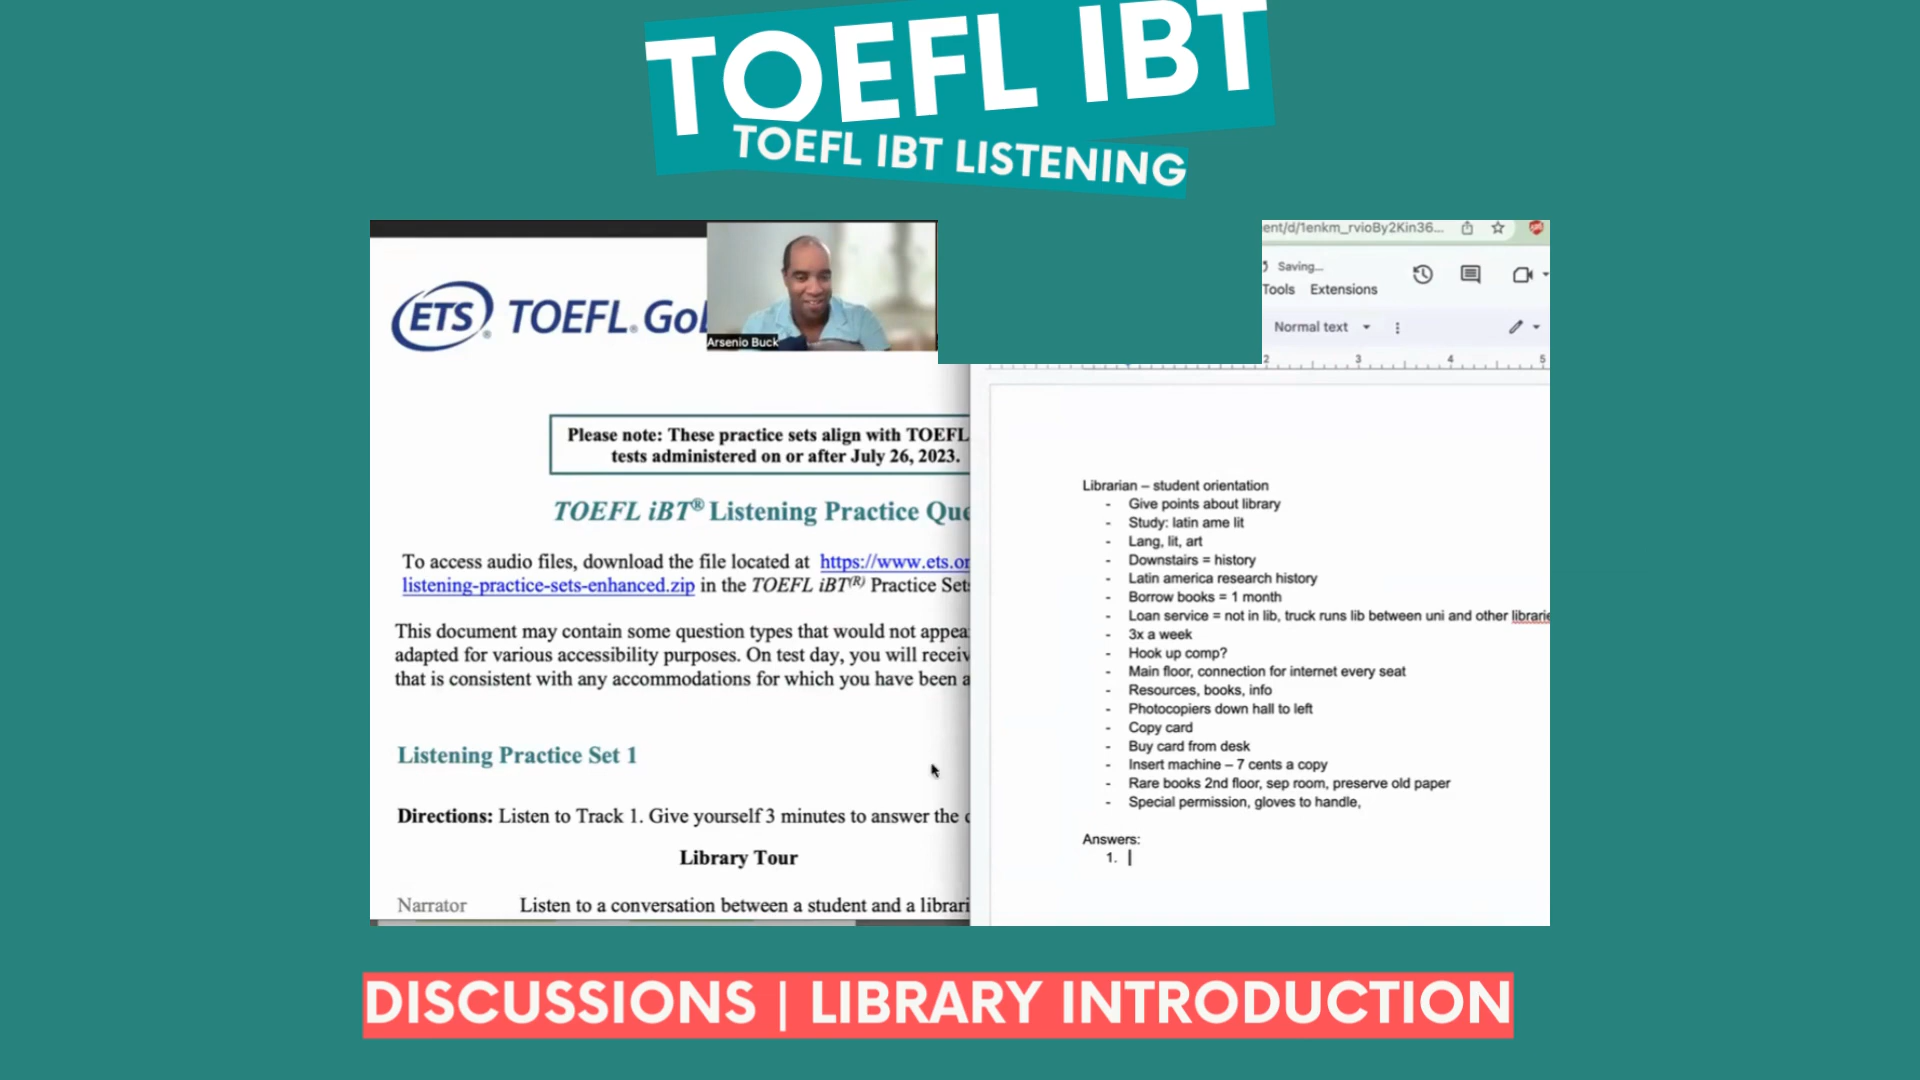 TOEFL IBT
TOEFL IBT LISTENING
ETS® TOEFL® Go
Arsenio Buck
Please note: These practice sets align with TOEFL
tests administered on or after July 26, 2023.
TOEFL iBT® Listening Practice Que
To access audio files, download the file located at https://www.ets.or
listening-practice-sets-enhanced.zip in the TOEFL iBT(R) Practice Set
This document may contain some question types that would not appea
adapted for various accessibility purposes. On test day, you will receiv
that is consistent with any accommodations for which you have been a
Listening Practice Set 1
Directions: Listen to Track 1. Give yourself 3 minutes to answer the
Library Tour
Narrator Listen to a conversation between a student and a librari
ent/d/1enkm_rvioBy2Kin36...
Saving...
Tools Extensions
Normal text
2 3 4 5
Librarian – student orientation
- Give points about library
- Study: latin ame lit
- Lang, lit, art
- Downstairs = history
- Latin america research history
- Borrow books = 1 month
- Loan service = not in lib, truck runs lib between uni and other librarie
- 3x a week
- Hook up comp?
- Main floor, connection for internet every seat
- Resources, books, info
- Photocopiers down hall to left
- Copy card
- Buy card from desk
- Insert machine – 7 cents a copy
- Rare books 2nd floor, sep room, preserve old paper
- Special permission, gloves to handle,
Answers:
1.
DISCUSSIONS | LIBRARY INTRODUCTION